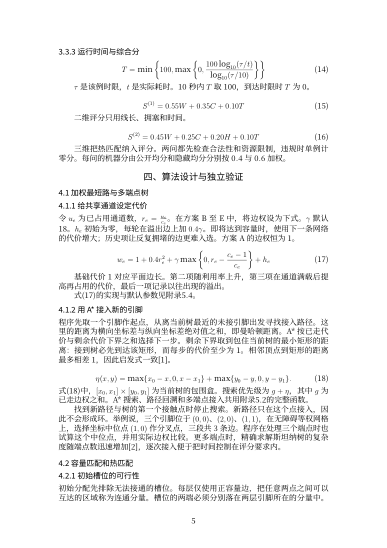 3.3.3 运行时间与综合分
T = min { 100, max { 0, 100 log₁₀(τ/t) / log₁₀(τ/10) } } (14)
τ 是该例时限，t 是实际耗时。10 秒内 T 取 100，到达时限时 T 为 0。
S⁽¹⁾ = 0.55W + 0.35C + 0.10T (15)
二维评分只用线长、拥塞和时间。
S⁽²⁾ = 0.45W + 0.25C + 0.20H + 0.10T (16)
三维把热匹配纳入评分。两问都先检查合法性和资源限制，违规时单例计
零分。每问的机器分由公开均分和隐藏均分分别按 0.4 与 0.6 加权。
四、算法设计与独立验证
4.1 加权最短路与多端点树
4.1.1 给共享通道设定代价
令 uₑ 为已占用通道数，rₑ = uₑ/cₑ。在方案 B 至 E 中，将边权设为下式。γ 默认
18。hₑ 初始为零，每轮在溢出边上加 0.4γ。即将达到容量时，使用下一条网络
的代价增大；历史项让反复拥堵的边更难入选。方案 A 的边权恒为 1。
wₑ = 1 + 0.4rₑ² + γ max { 0, rₑ − (cₑ − 1)/cₑ } + hₑ (17)
基础代价 1 对应平面边长。第二项随利用率上升，第三项在通道满载后提
高再占用的代价，最后一项记录以往出现的溢出。
式(17)的实现与默认参数见附录5.4。
4.1.2 用 A* 接入新的引脚
程序先取一个引脚作起点，从离当前树最近的未接引脚出发寻找接入路径。这
里的距离为横向坐标差与纵向坐标差绝对值之和，即曼哈顿距离。A* 按已走代
价与剩余代价下界之和选择下一步。剩余下界取到包住当前树的最小矩形的距
离：接到树必先到达该矩形，而每步的代价至少为 1。相邻顶点到矩形的距离
最多相差 1，因此启发式一致[1]。
η(x, y) = max{x₀ − x, 0, x − x₁} + max{y₀ − y, 0, y − y₁}. (18)
式(18)中，[x₀, x₁] × [y₀, y₁] 为当前树的包围盒。搜索优先级为 g + η，其中 g 为
已走边权之和。A* 搜索、路径回溯和多端点接入共用附录5.2的完整函数。
找到新路径与树的第一个接触点时停止搜索。新路径只在这个点接入，因
此不会形成环。举例说，三个引脚位于 (0, 0)、(2, 0)、(1, 1)，在无障碍等权网格
上，选择坐标中位点 (1, 0) 作分叉点，三段共 3 条边。程序在处理三个端点时也
试算这个中位点，并用实际边权比较。更多端点时，精确求解斯坦纳树的复杂
度随端点数迅速增加[2]，逐次接入便于把时间控制在评分要求内。
4.2 容量匹配和热匹配
4.2.1 初始槽位的可行性
初始分配先排除无法接通的槽位。每层仅使用正容量边，把任意两点之间可以
互达的区域称为连通分量。槽位的两端必须分别落在两层引脚所在的分量中。
5